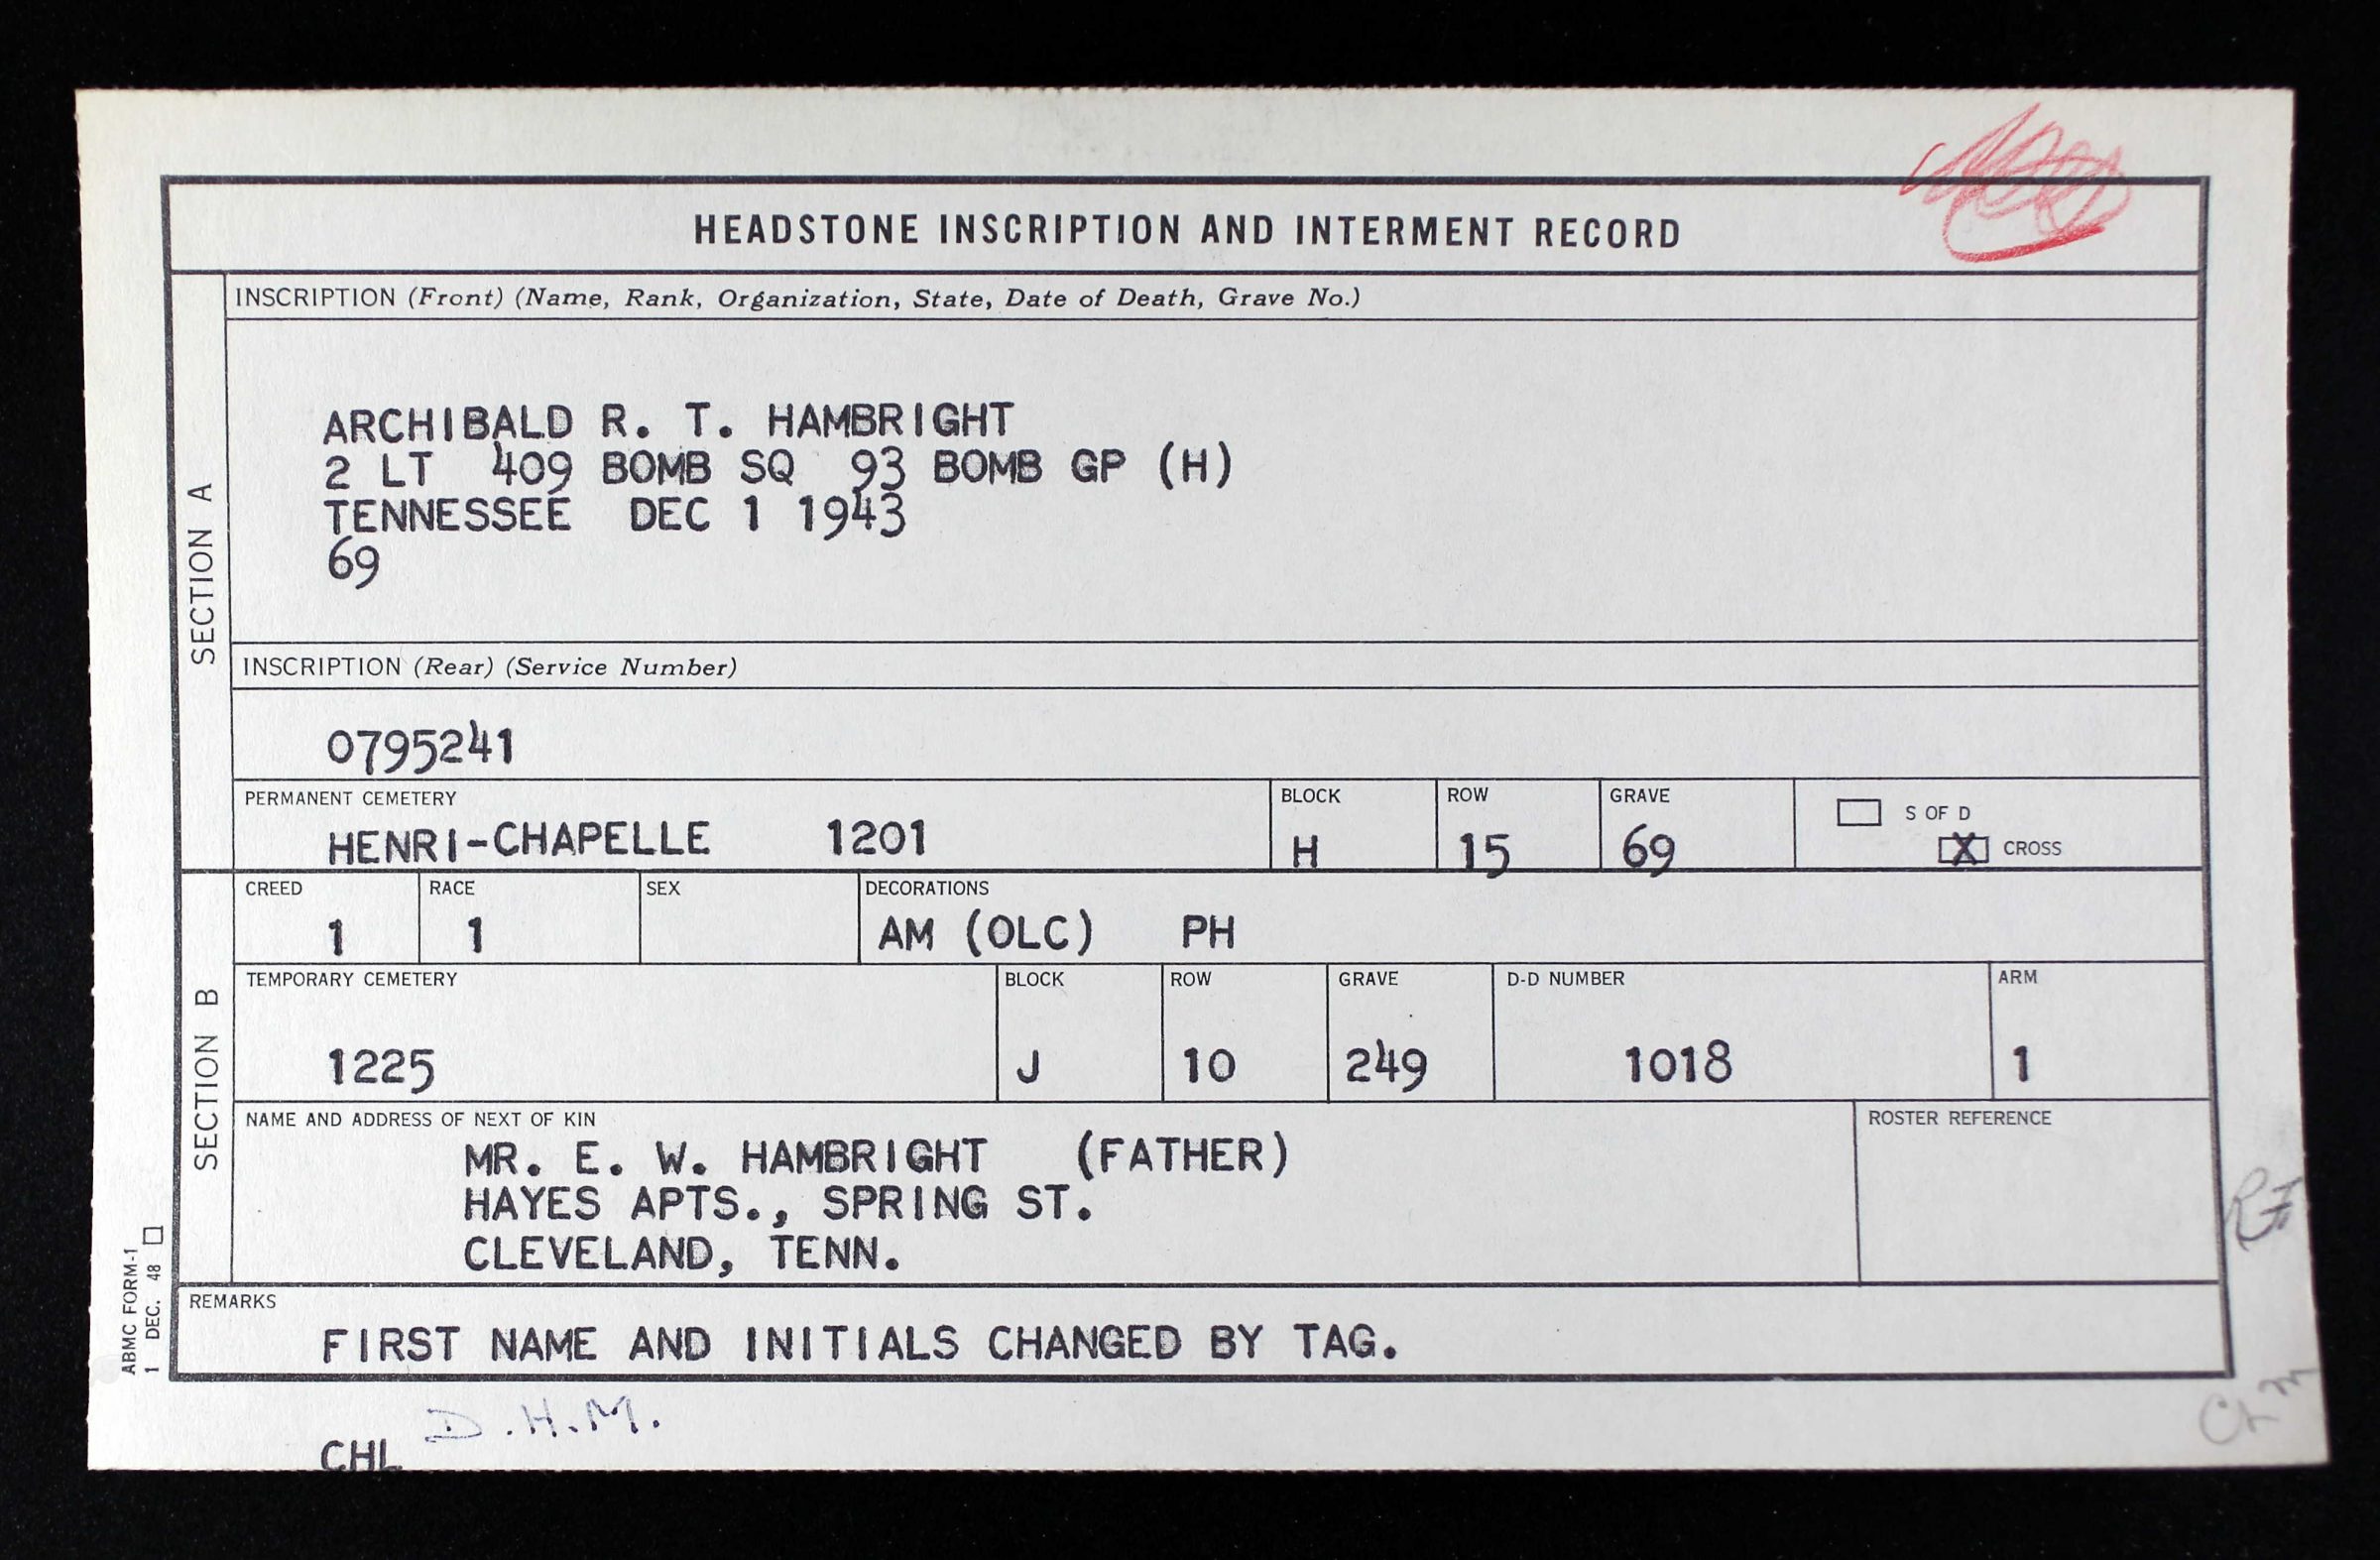 HEADSTONE INSCRIPTION AND INTERMENT RECORD
SECTION A
INSCRIPTION (Front) (Name, Rank, Organization, State, Date of Death, Grave No.)
ARCHIBALD R. T. HAMBRIGHT
2 LT 409 BOMB SQ 93 BOMB GP (H)
TENNESSEE DEC 1 1943
69
INSCRIPTION (Rear) (Service Number)
0795241
PERMANENT CEMETERY BLOCK ROW GRAVE S OF D
HENRI-CHAPELLE 1201 H 15 69 X CROSS
SECTION B
CREED RACE SEX DECORATIONS
1 1 AM (OLC) PH
TEMPORARY CEMETERY BLOCK ROW GRAVE D-D NUMBER ARM
1225 J 10 249 1018 1
NAME AND ADDRESS OF NEXT OF KIN ROSTER REFERENCE
MR. E. W. HAMBRIGHT (FATHER)
HAYES APTS., SPRING ST.
CLEVELAND, TENN.
REMARKS
FIRST NAME AND INITIALS CHANGED BY TAG.
ABMC FORM-1
1 DEC. 48
D.H.M.
CHL